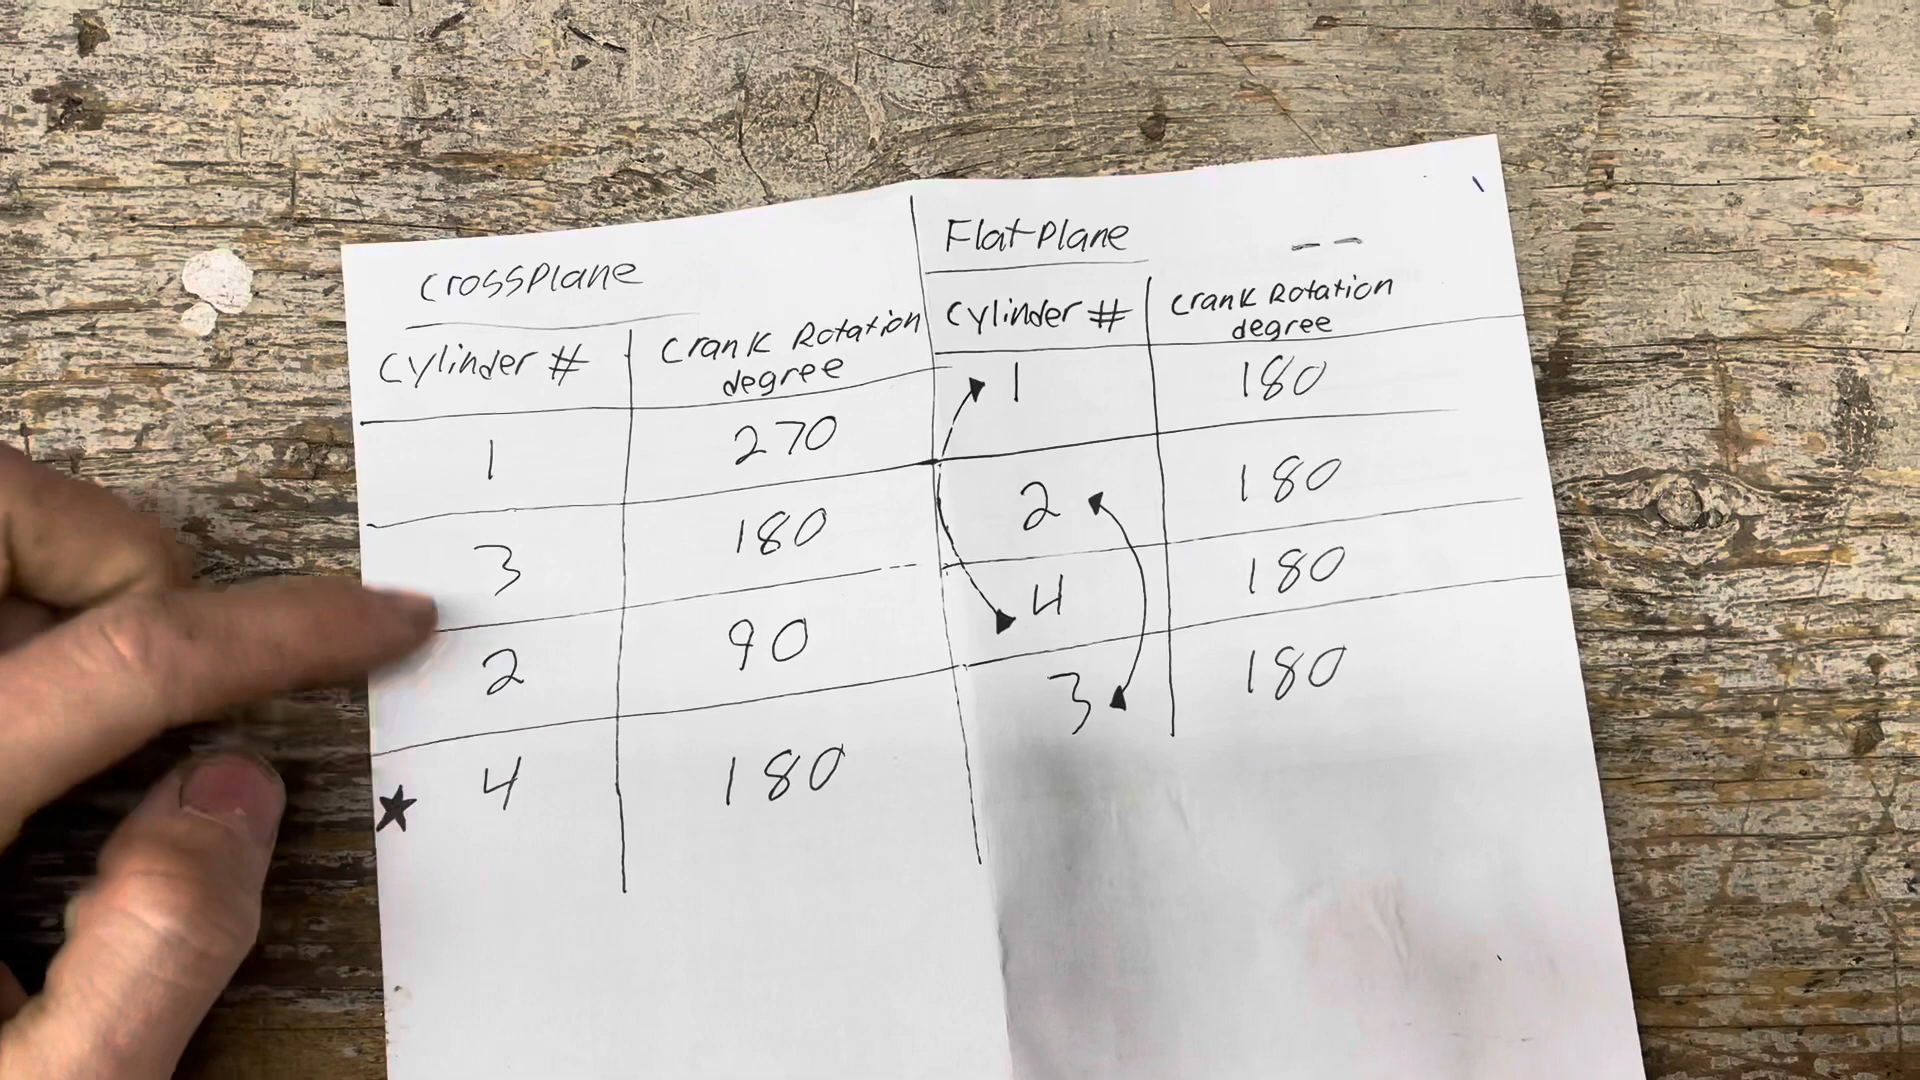 CrossPlane
Cylinder #
Crank Rotation
degree
1 270
3 180
2 90
4 180
Flat-Plane
Cylinder #
Crank Rotation
degree
1 180
2 180
4 180
3 180